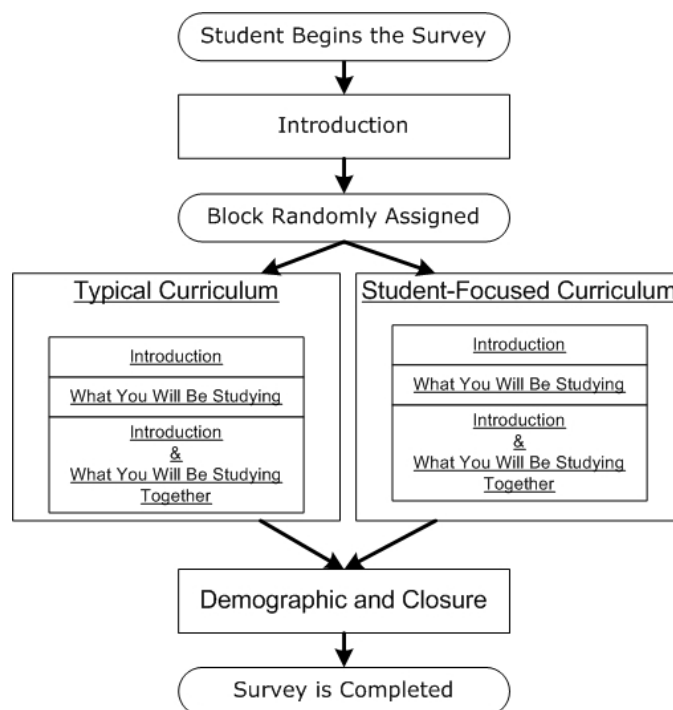 Student Begins the Survey
Introduction
Block Randomly Assigned
Typical Curriculum
Introduction
What You Will Be Studying
Introduction
&
What You Will Be Studying
Together
Student-Focused Curriculum
Introduction
What You Will Be Studying
Introduction
&
What You Will Be Studying
Together
Demographic and Closure
Survey is Completed